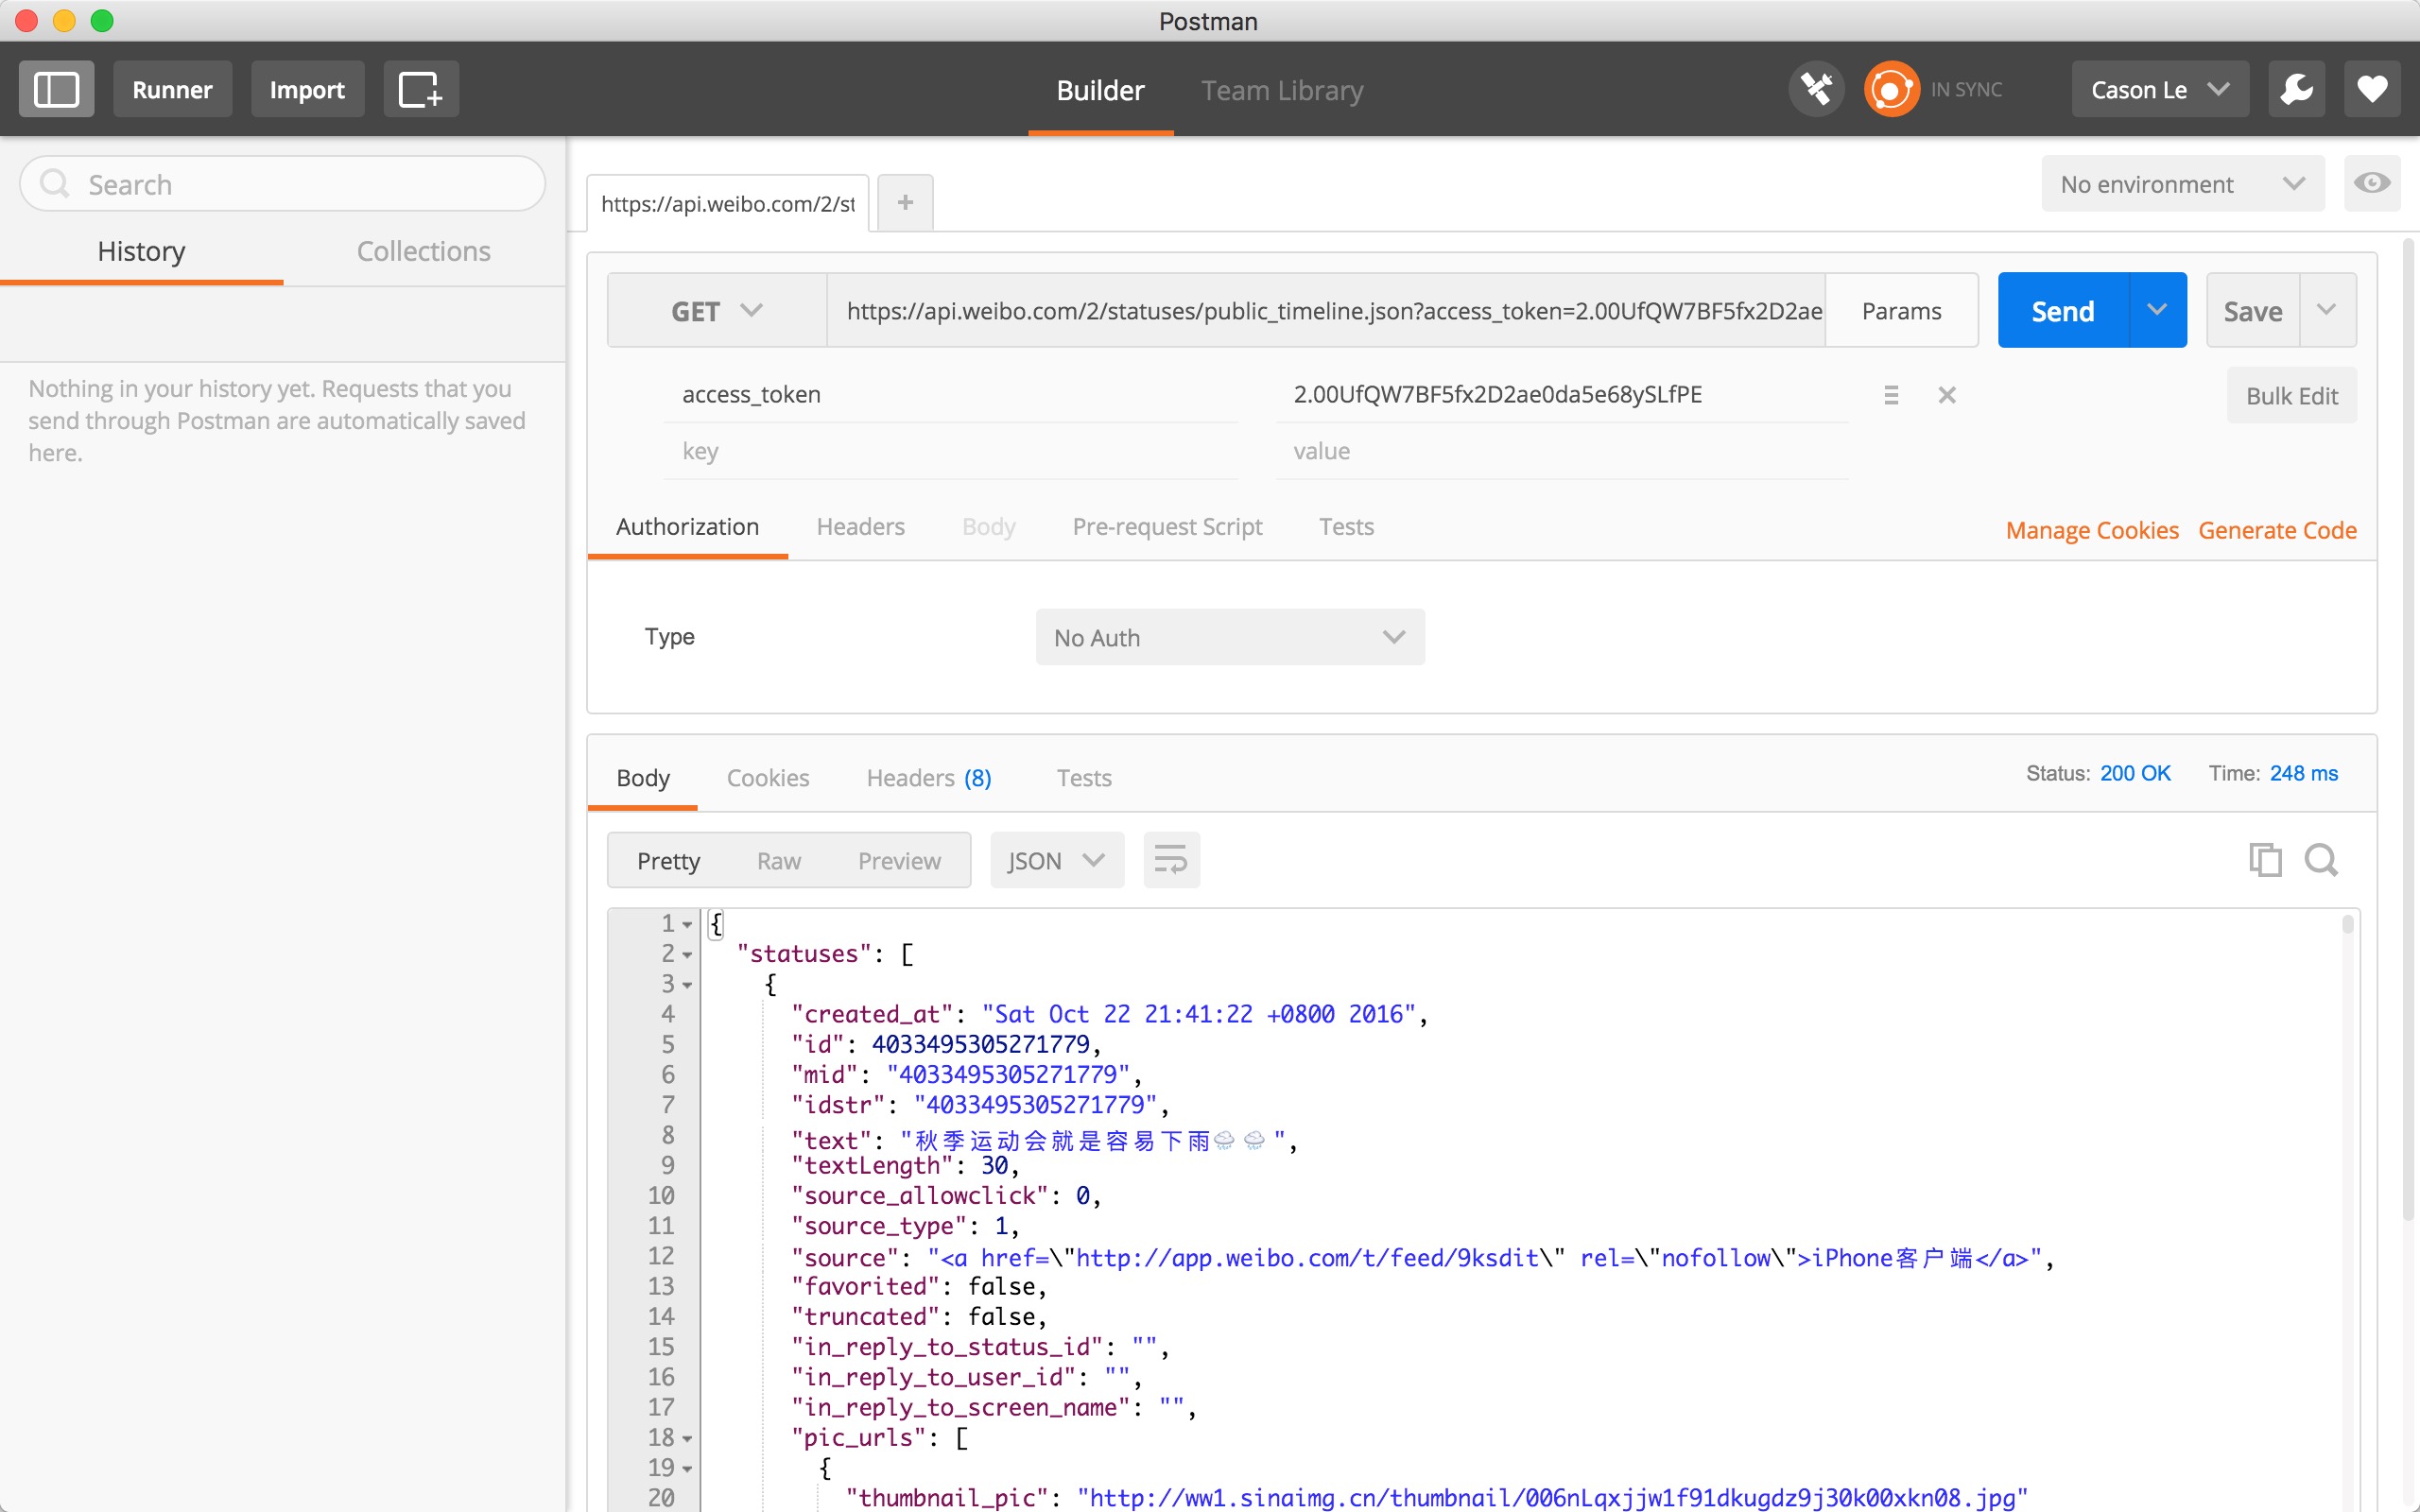 Postman
Runner
Import
Builder
Team Library
IN SYNC
Cason Le
Search
History
Collections
Nothing in your history yet. Requests that you
send through Postman are automatically saved
here.
https://api.weibo.com/2/st
+
No environment
GET
https://api.weibo.com/2/statuses/public_timeline.json?access_token=2.00UfQW7BF5fx2D2ae
Params
Send
Save
access_token
2.00UfQW7BF5fx2D2ae0da5e68ySLfPE
Bulk Edit
key
value
Authorization
Headers
Body
Pre-request Script
Tests
Manage Cookies
Generate Code
Type
No Auth
Body
Cookies
Headers (8)
Tests
Status: 200 OK
Time: 248 ms
Pretty
Raw
Preview
JSON
1 {
2 "statuses": [
3 {
4 "created_at": "Sat Oct 22 21:41:22 +0800 2016",
5 "id": 4033495305271779,
6 "mid": "4033495305271779",
7 "idstr": "4033495305271779",
8 "text": "秋季运动会就是容易下雨🌧🌧",
9 "textLength": 30,
10 "source_allowclick": 0,
11 "source_type": 1,
12 "source": "<a href=\"http://app.weibo.com/t/feed/9ksdit\" rel=\"nofollow\">iPhone客户端</a>",
13 "favorited": false,
14 "truncated": false,
15 "in_reply_to_status_id": "",
16 "in_reply_to_user_id": "",
17 "in_reply_to_screen_name": "",
18 "pic_urls": [
19 {
20 "thumbnail_pic": "http://ww1.sinaimg.cn/thumbnail/006nLqxjjw1f91dkugdz9j30k00xkn08.jpg"